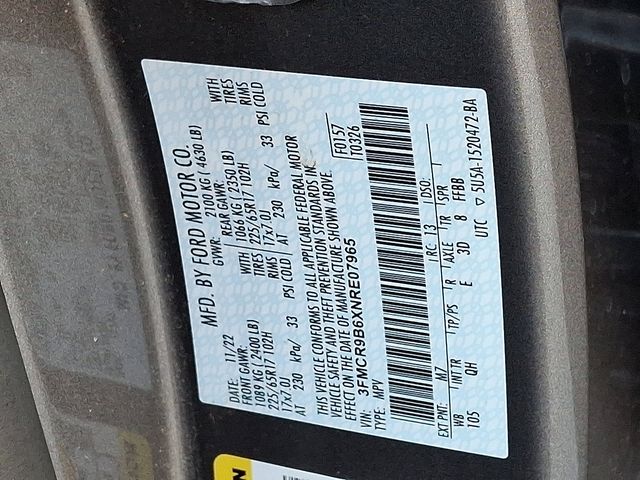 MFD. BY FORD MOTOR CO.
DATE: 11/22 GVWR: 2100 KG ( 4630 LB)
FRONT GAWR: REAR GAWR:
1089 KG (2400 LB) WITH 1066 KG (2350 LB) WITH
225/65R17 102H TIRES 225/65R17 102H TIRES
17x7.0J RIMS 17x7.0J RIMS
AT 230 kPa/ 33 PSI COLD AT 230 kPa/ 33 PSI COLD
THIS VEHICLE CONFORMS TO ALL APPLICABLE FEDERAL MOTOR
VEHICLE SAFETY AND THEFT PREVENTION STANDARDS IN
EFFECT ON THE DATE OF MANUFACTURE SHOWN ABOVE.
VIN: 3FMCR9B6XNRE07965 F0157
TYPE: MPV T0326
EXT PNT: M7 RC: 13 DSO:
WB INT TR TP/PS R AXLE TR SPR
105 QH E 3D 8 FFBB
UTC ▽ 5U5A-1520472-BA